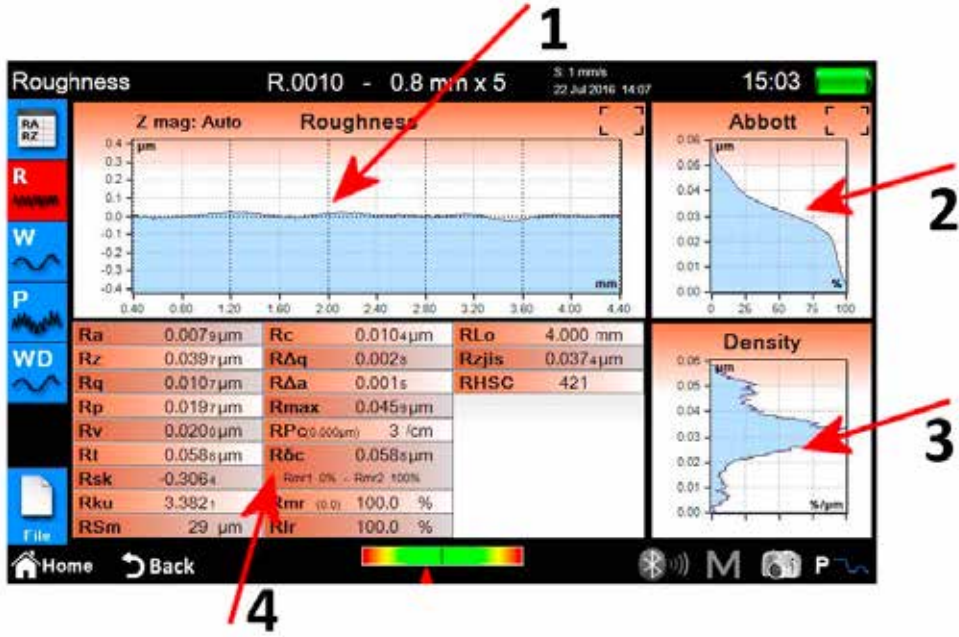 1
Roughness R.0010 - 0.8 mm x 5 S: 1 mm/s 15:03
22 Jul 2016 14:07
RA
RZ
R
W
P
WD
File
Z mag: Auto Roughness
µm
0.4
0.3
0.2
0.1
0.0
-0.1
-0.2
-0.3
-0.4
mm
0.40 0.80 1.20 1.60 2.00 2.40 2.80 3.20 3.60 4.00 4.40
Abbott
µm
0.06
0.04
0.03
0.02
0.01
0.00
%
0 25 50 75 100
2
Ra 0.0079µm Rc 0.0104µm RLo 4.000 mm
Rz 0.0397µm RΔq 0.0028 Rzjis 0.0374µm
Rq 0.0107µm RΔa 0.0015 RHSC 421
Rp 0.0197µm Rmax 0.0459µm
Rv 0.0200µm RPc(0.000µm) 3 /cm
Rt 0.0588µm Rδc 0.0588µm
Rsk -0.3064 Rmr1 0% - Rmr2 100%
Rku 3.3821 Rmr (0.0) 100.0 %
RSm 29 µm Rlr 100.0 %
Density
µm
0.06
0.05
0.04
0.03
0.02
0.01
0.00
%/µm
3
Home Back M P
4